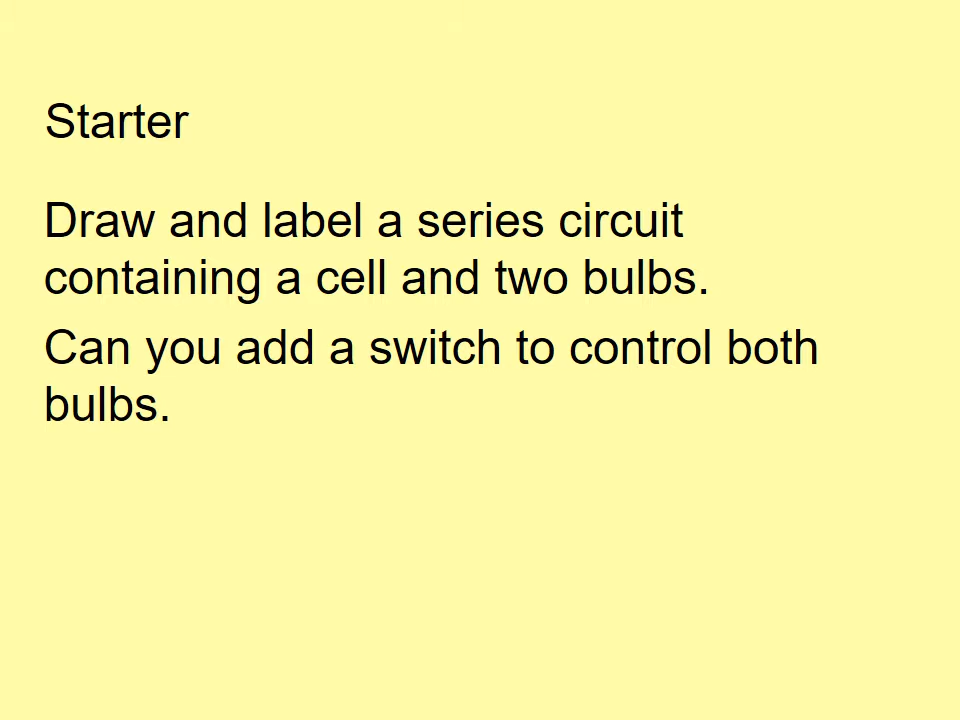 Starter
Draw and label a series circuit
containing a cell and two bulbs.
Can you add a switch to control both
bulbs.